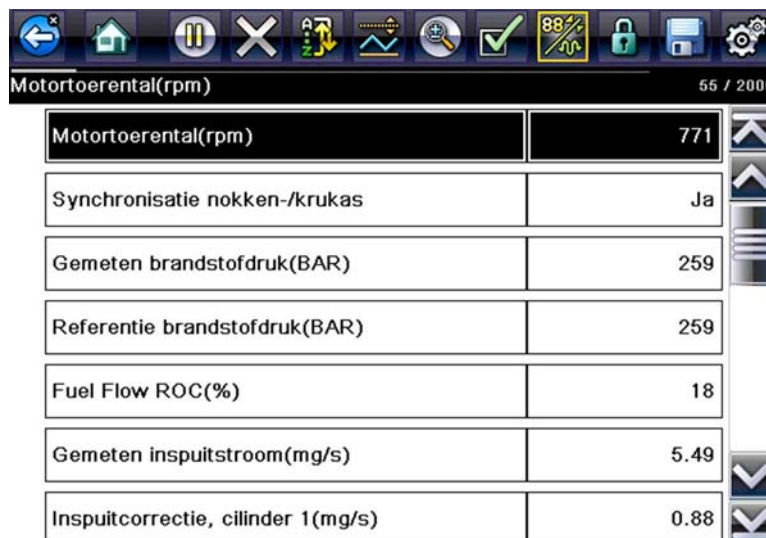 88
Motortoerental(rpm) 55 / 200
Motortoerental(rpm) 771
Synchronisatie nokken-/krukas Ja
Gemeten brandstofdruk(BAR) 259
Referentie brandstofdruk(BAR) 259
Fuel Flow ROC(%) 18
Gemeten inspuitstroom(mg/s) 5.49
Inspuitcorrectie, cilinder 1(mg/s) 0.88